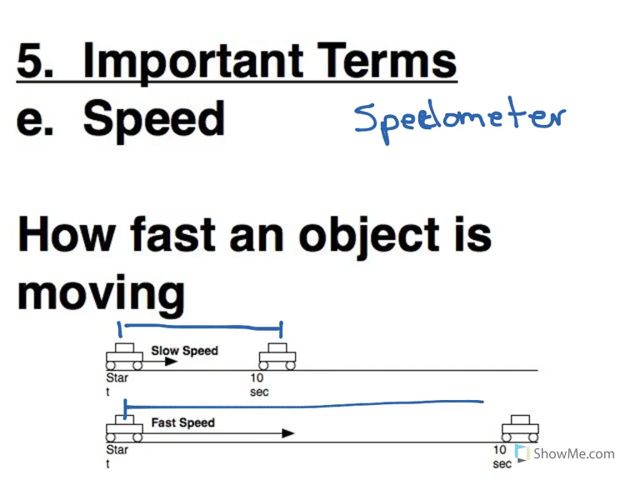 5. Important Terms
e. Speed
Spedometer
How fast an object is
moving
Slow Speed
Star
t
10
sec
Fast Speed
Star
t
10
sec
ShowMe.com